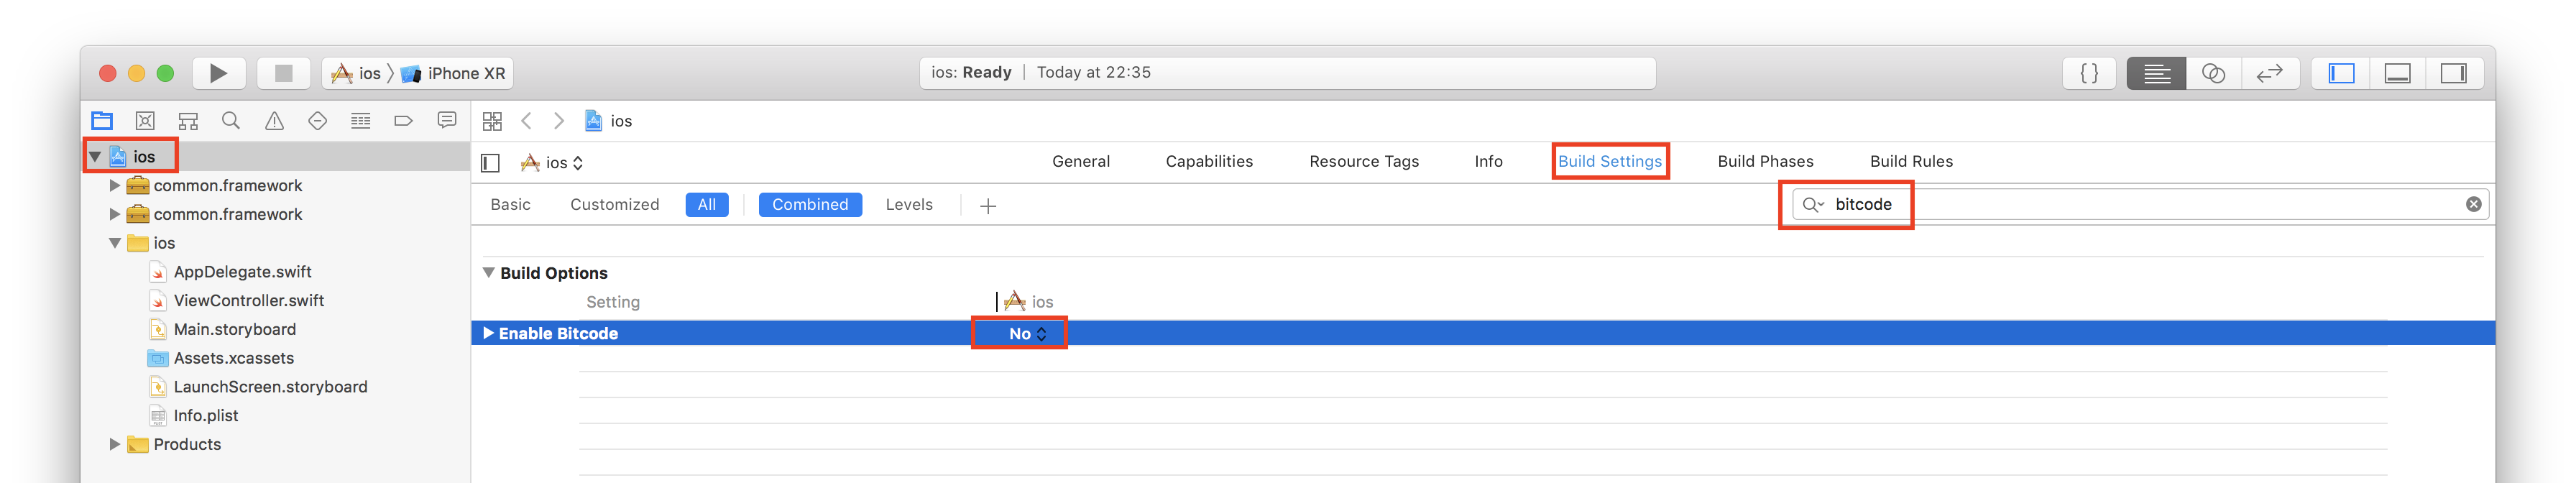 ios 〉 iPhone XR
ios: Ready | Today at 22:35
{ }
ios
ios
General
Capabilities
Resource Tags
Info
Build Settings
Build Phases
Build Rules
Basic
Customized
All
Combined
Levels
+
bitcode
ios
common.framework
common.framework
ios
AppDelegate.swift
ViewController.swift
Main.storyboard
Assets.xcassets
LaunchScreen.storyboard
Info.plist
Products
Build Options
Setting
ios
Enable Bitcode
No